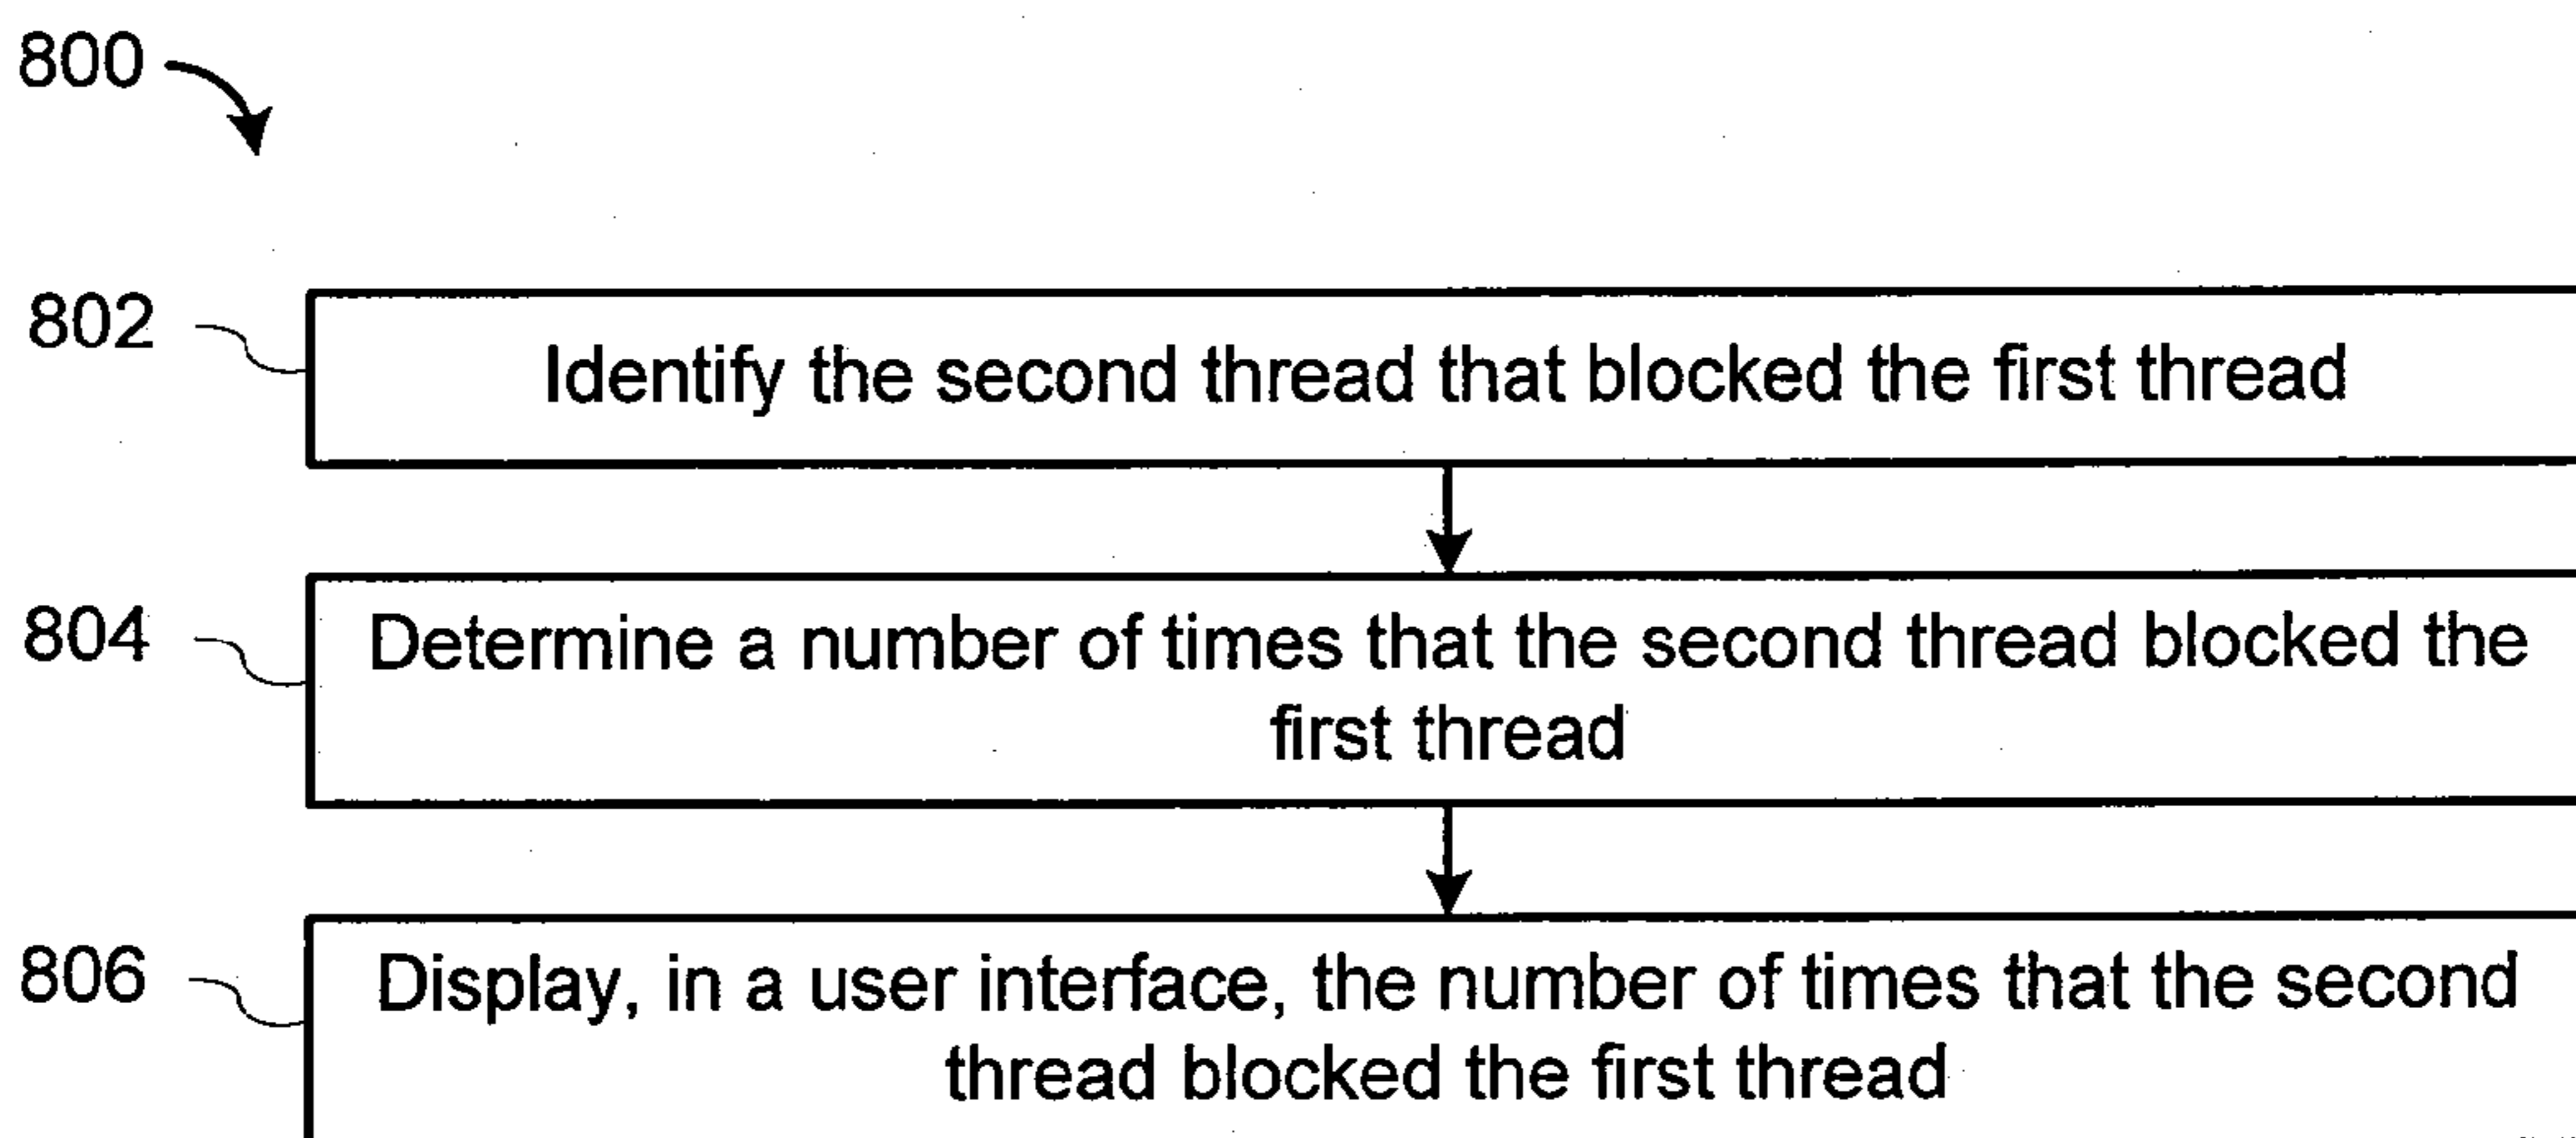 800
802
Identify the second thread that blocked the first thread
804
Determine a number of times that the second thread blocked the
first thread
806
Display, in a user interface, the number of times that the second
thread blocked the first thread